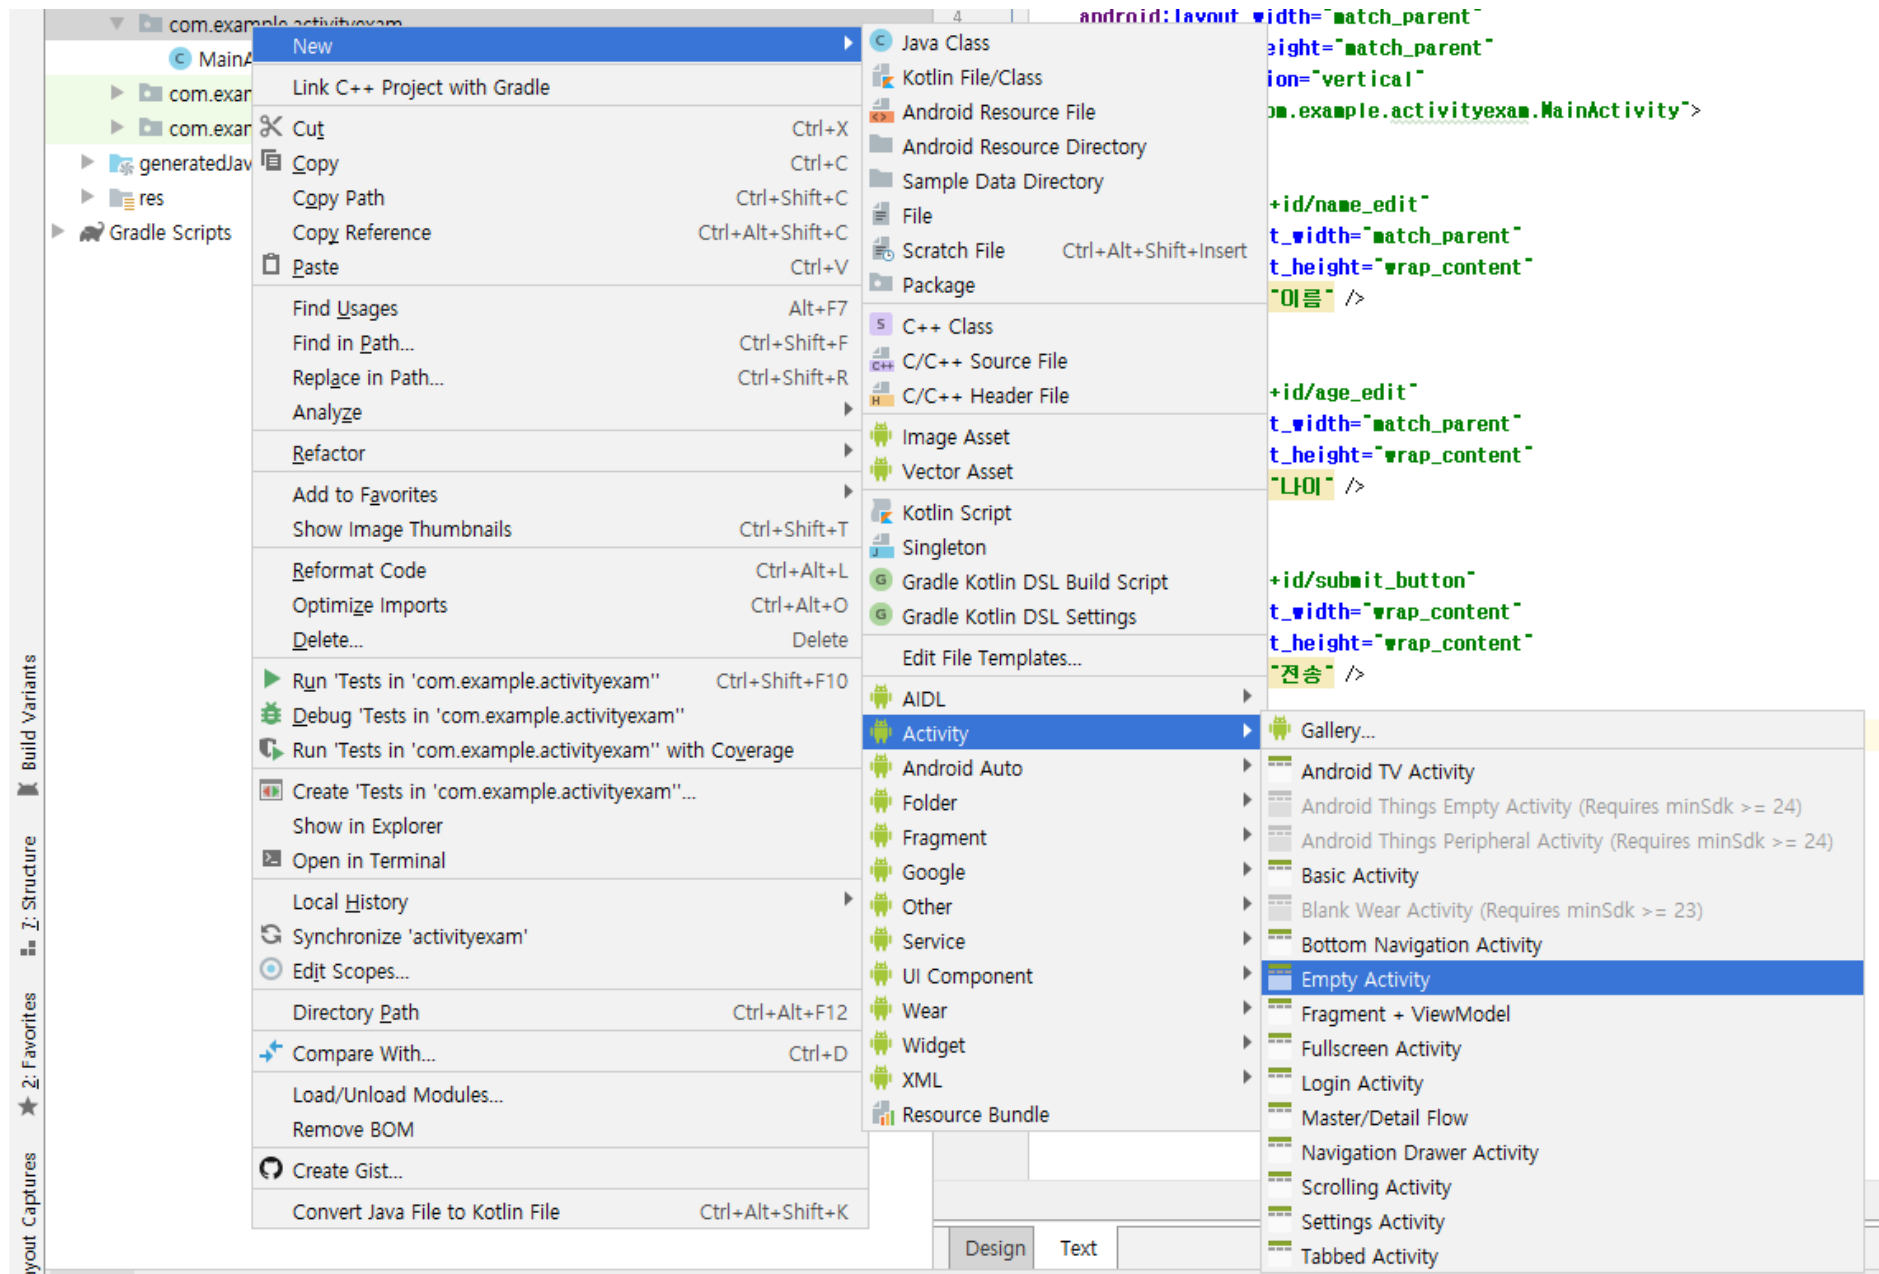 com.example.activityexam
MainA
com.exar
com.exar
generatedJav
res
Gradle Scripts
Build Variants
7: Structure
2: Favorites
yout Captures
New
Link C++ Project with Gradle
Cut Ctrl+X
Copy Ctrl+C
Copy Path Ctrl+Shift+C
Copy Reference Ctrl+Alt+Shift+C
Paste Ctrl+V
Find Usages Alt+F7
Find in Path... Ctrl+Shift+F
Replace in Path... Ctrl+Shift+R
Analyze
Refactor
Add to Favorites
Show Image Thumbnails Ctrl+Shift+T
Reformat Code Ctrl+Alt+L
Optimize Imports Ctrl+Alt+O
Delete... Delete
Run 'Tests in 'com.example.activityexam'' Ctrl+Shift+F10
Debug 'Tests in 'com.example.activityexam''
Run 'Tests in 'com.example.activityexam'' with Coverage
Create 'Tests in 'com.example.activityexam''...
Show in Explorer
Open in Terminal
Local History
Synchronize 'activityexam'
Edit Scopes...
Directory Path Ctrl+Alt+F12
Compare With... Ctrl+D
Load/Unload Modules...
Remove BOM
Create Gist...
Convert Java File to Kotlin File Ctrl+Alt+Shift+K
Java Class
Kotlin File/Class
Android Resource File
Android Resource Directory
Sample Data Directory
File
Scratch File Ctrl+Alt+Shift+Insert
Package
C++ Class
C/C++ Source File
C/C++ Header File
Image Asset
Vector Asset
Kotlin Script
Singleton
Gradle Kotlin DSL Build Script
Gradle Kotlin DSL Settings
Edit File Templates...
AIDL
Activity
Android Auto
Folder
Fragment
Google
Other
Service
UI Component
Wear
Widget
XML
Resource Bundle
Gallery...
Android TV Activity
Android Things Empty Activity (Requires minSdk >= 24)
Android Things Peripheral Activity (Requires minSdk >= 24)
Basic Activity
Blank Wear Activity (Requires minSdk >= 23)
Bottom Navigation Activity
Empty Activity
Fragment + ViewModel
Fullscreen Activity
Login Activity
Master/Detail Flow
Navigation Drawer Activity
Scrolling Activity
Settings Activity
Tabbed Activity
4 android:layout_width="match_parent"
eight="match_parent"
ion="vertical"
om.example.activityexam.MainActivity">
+id/name_edit"
t_width="match_parent"
t_height="wrap_content"
"이름" />
+id/age_edit"
t_width="match_parent"
t_height="wrap_content"
"나이" />
+id/submit_button"
t_width="wrap_content"
t_height="wrap_content"
"전송" />
Design Text